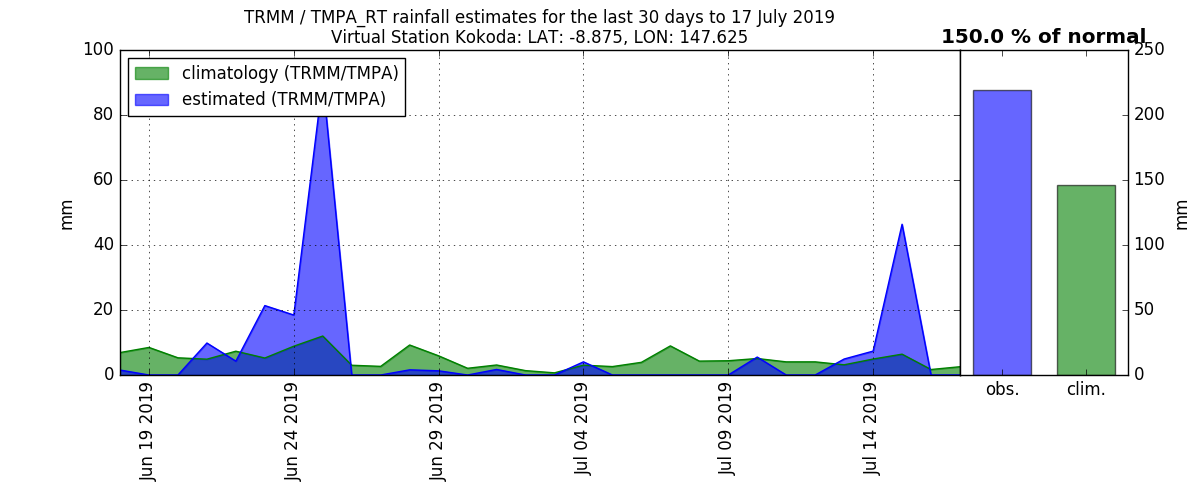 TRMM / TMPA_RT rainfall estimates for the last 30 days to 17 July 2019
Virtual Station Kokoda: LAT: -8.875, LON: 147.625
150.0 % of normal
climatology (TRMM/TMPA)
estimated (TRMM/TMPA)
mm
100
80
60
40
20
0
Jun 19 2019
Jun 24 2019
Jun 29 2019
Jul 04 2019
Jul 09 2019
Jul 14 2019
obs.
clim.
250
200
150
100
50
0
mm